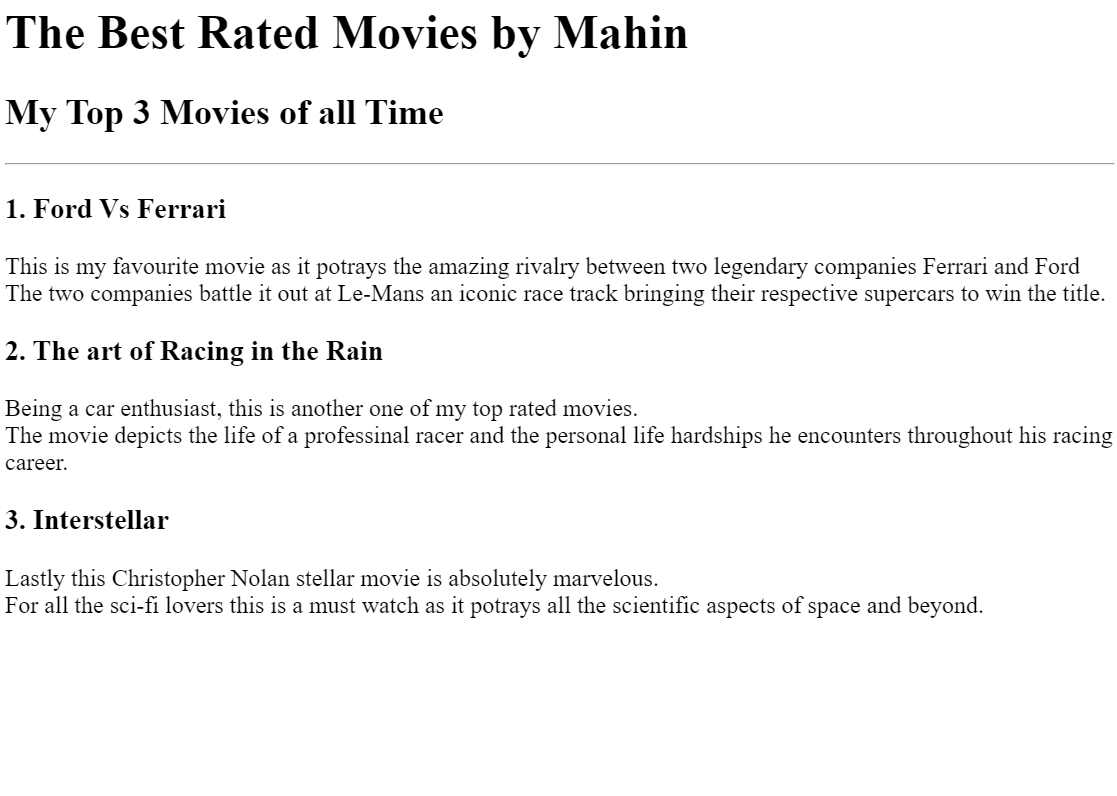 The Best Rated Movies by Mahin
My Top 3 Movies of all Time
1. Ford Vs Ferrari
This is my favourite movie as it potrays the amazing rivalry between two legendary companies Ferrari and Ford
The two companies battle it out at Le-Mans an iconic race track bringing their respective supercars to win the title.
2. The art of Racing in the Rain
Being a car enthusiast, this is another one of my top rated movies.
The movie depicts the life of a professinal racer and the personal life hardships he encounters throughout his racing
career.
3. Interstellar
Lastly this Christopher Nolan stellar movie is absolutely marvelous.
For all the sci-fi lovers this is a must watch as it potrays all the scientific aspects of space and beyond.